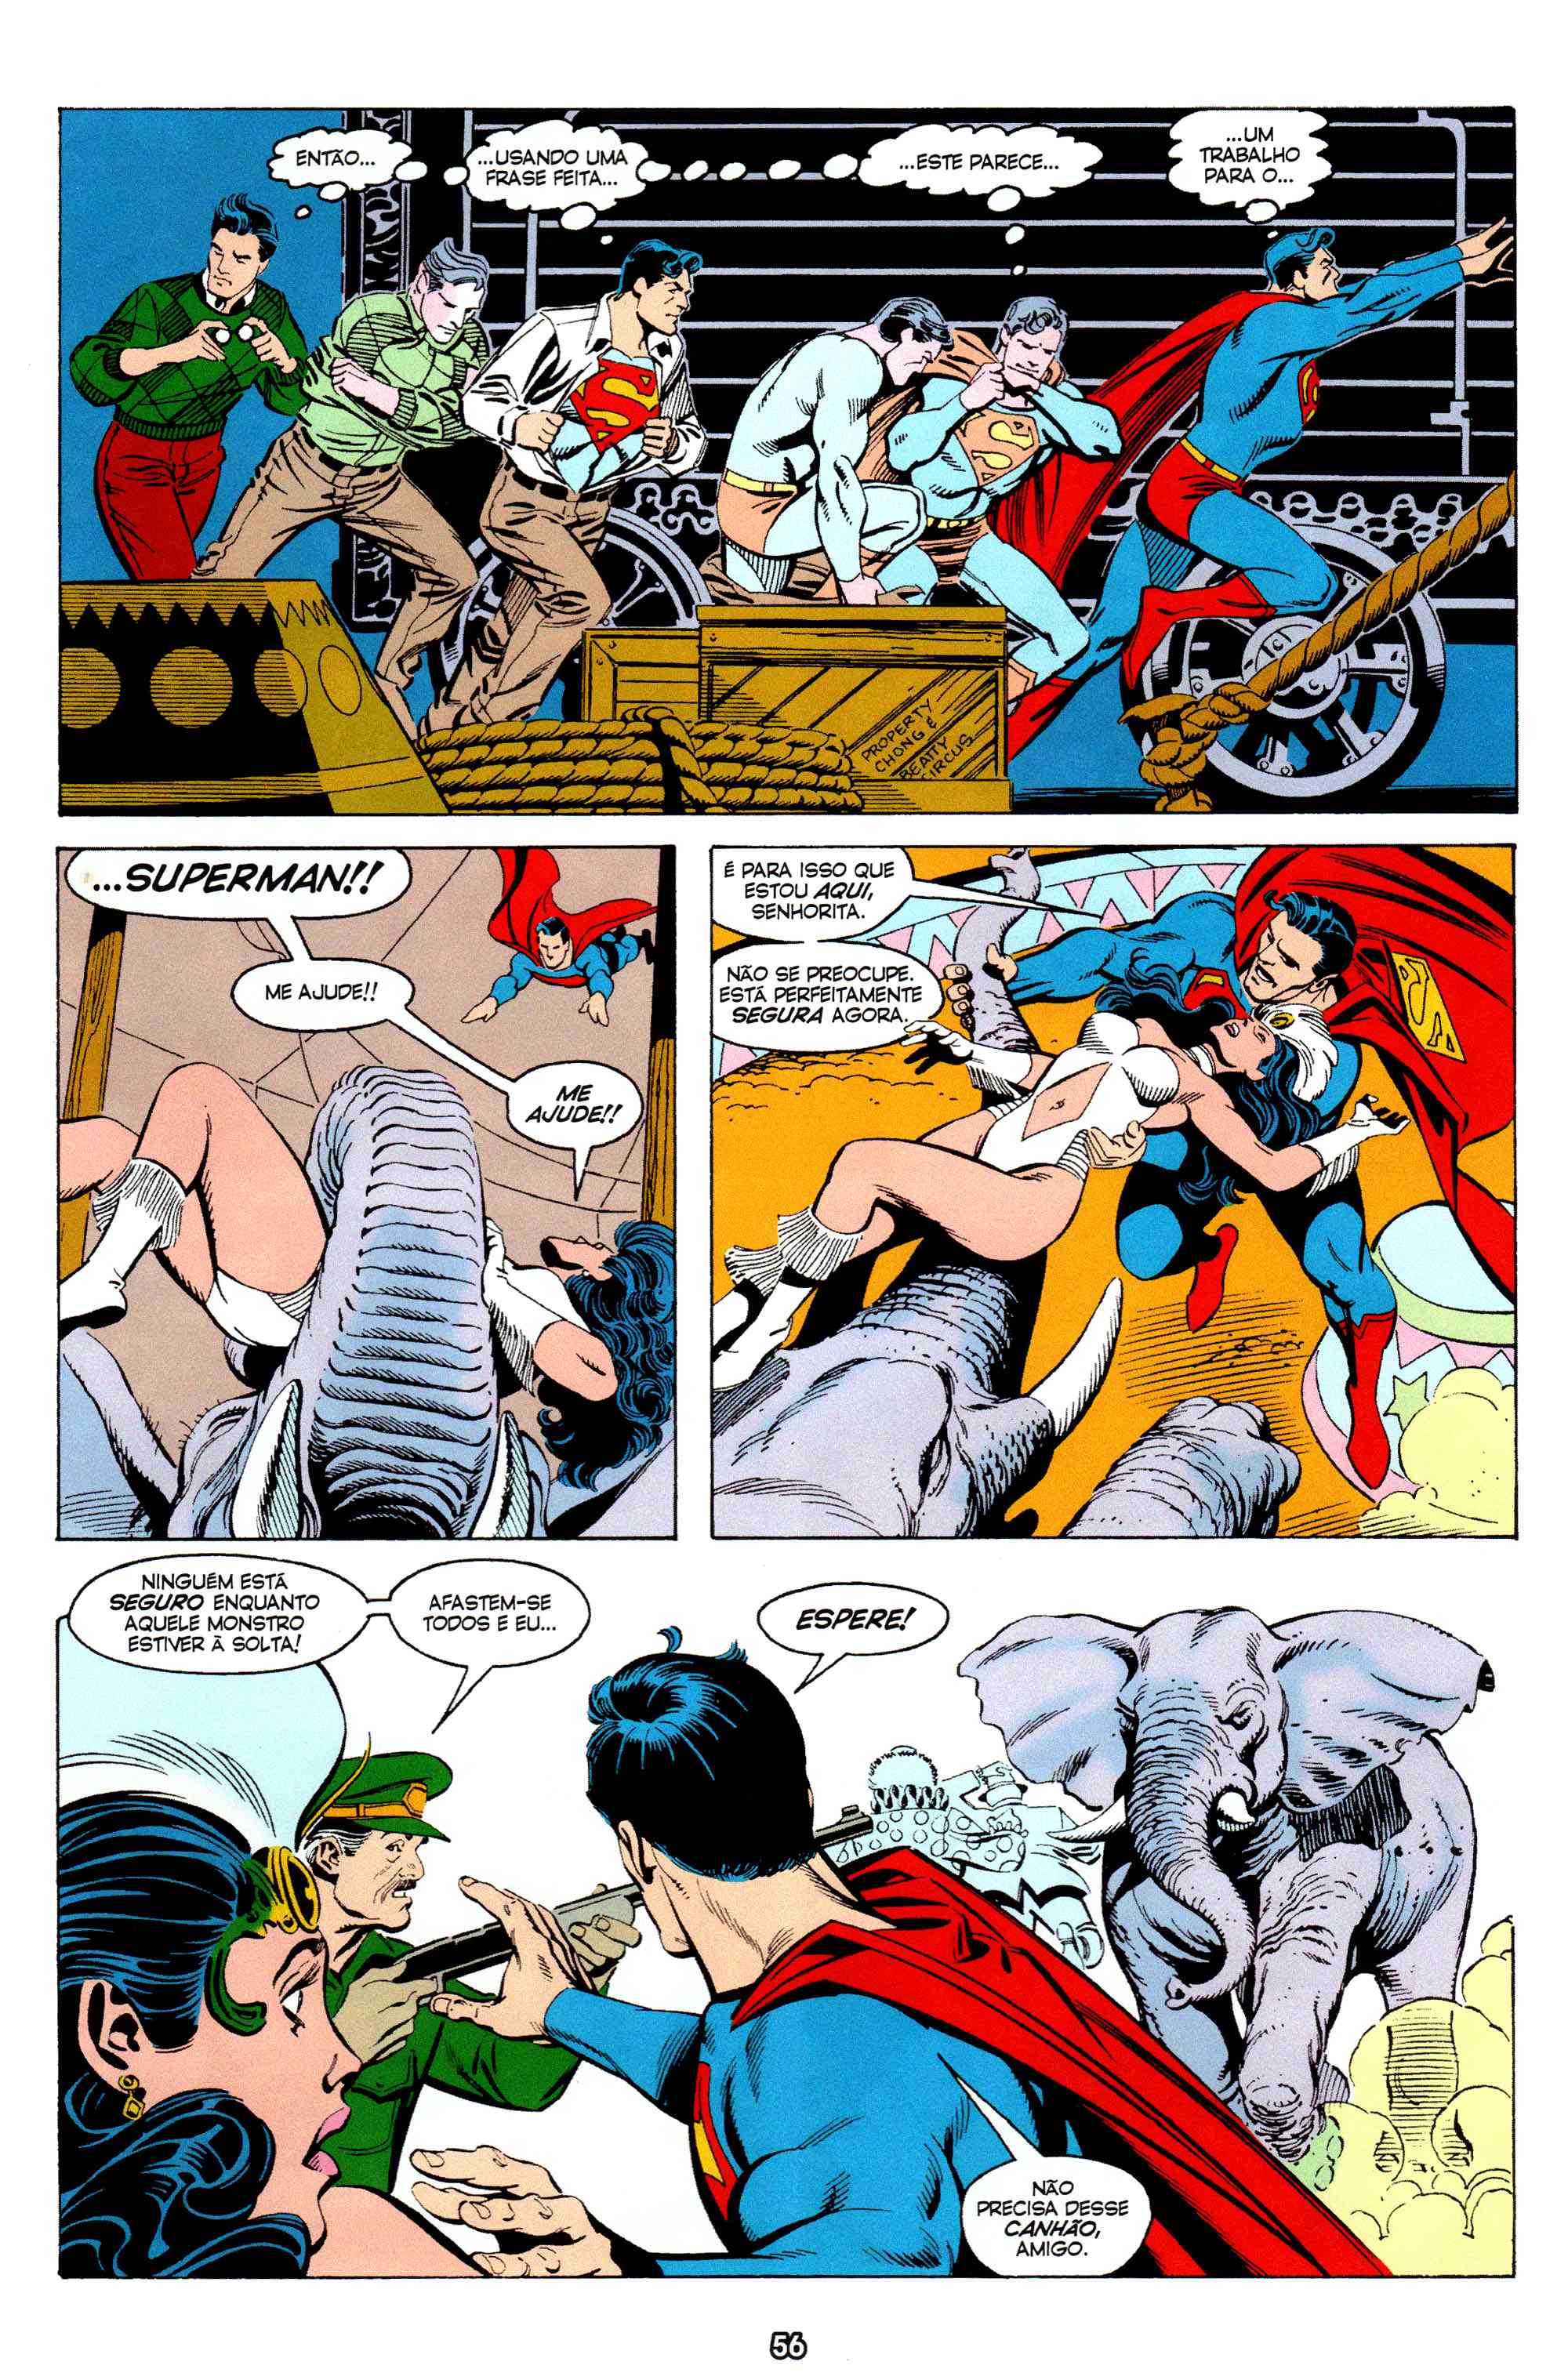 ENTÃO...
...USANDO UMA
FRASE FEITA...
...ESTE PARECE...
...UM
TRABALHO
PARA O...
PROPERTY
CHONG &
BEATTY
CIRCUS
...SUPERMAN!!
ME AJUDE!!
ME
AJUDE!!
É PARA ISSO QUE
ESTOU AQUI,
SENHORITA.
NÃO SE PREOCUPE.
ESTÁ PERFEITAMENTE
SEGURA AGORA.
NINGUÉM ESTÁ
SEGURO ENQUANTO
AQUELE MONSTRO
ESTIVER À SOLTA!
AFASTEM-SE
TODOS E EU...
ESPERE!
NÃO
PRECISA DESSE
CANHÃO,
AMIGO.
56